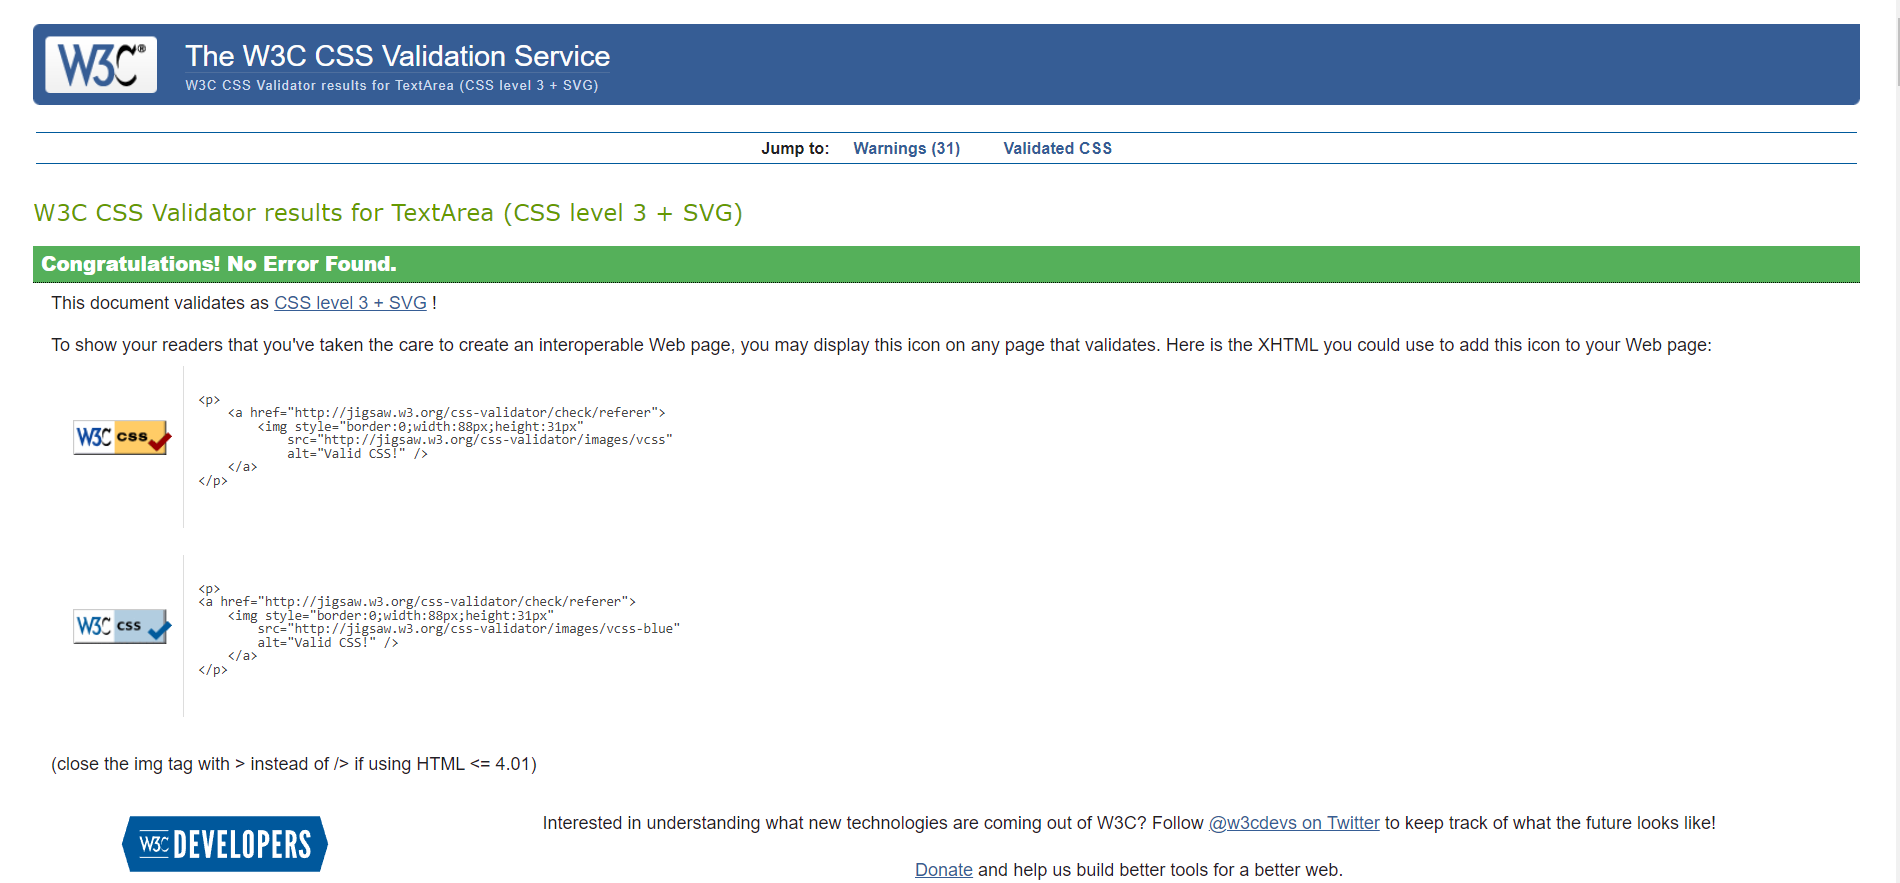 W3C®
The W3C CSS Validation Service
W3C CSS Validator results for TextArea (CSS level 3 + SVG)
Jump to: Warnings (31) Validated CSS
W3C CSS Validator results for TextArea (CSS level 3 + SVG)
Congratulations! No Error Found.
This document validates as CSS level 3 + SVG !
To show your readers that you've taken the care to create an interoperable Web page, you may display this icon on any page that validates. Here is the XHTML you could use to add this icon to your Web page:
W3C css
<p>
    <a href="http://jigsaw.w3.org/css-validator/check/referer">
        <img style="border:0;width:88px;height:31px"
            src="http://jigsaw.w3.org/css-validator/images/vcss"
            alt="Valid CSS!" />
    </a>
</p>
W3C css
<p>
<a href="http://jigsaw.w3.org/css-validator/check/referer">
    <img style="border:0;width:88px;height:31px"
        src="http://jigsaw.w3.org/css-validator/images/vcss-blue"
        alt="Valid CSS!" />
    </a>
</p>
(close the img tag with > instead of /> if using HTML <= 4.01)
W3C DEVELOPERS
Interested in understanding what new technologies are coming out of W3C? Follow @w3cdevs on Twitter to keep track of what the future looks like!
Donate and help us build better tools for a better web.